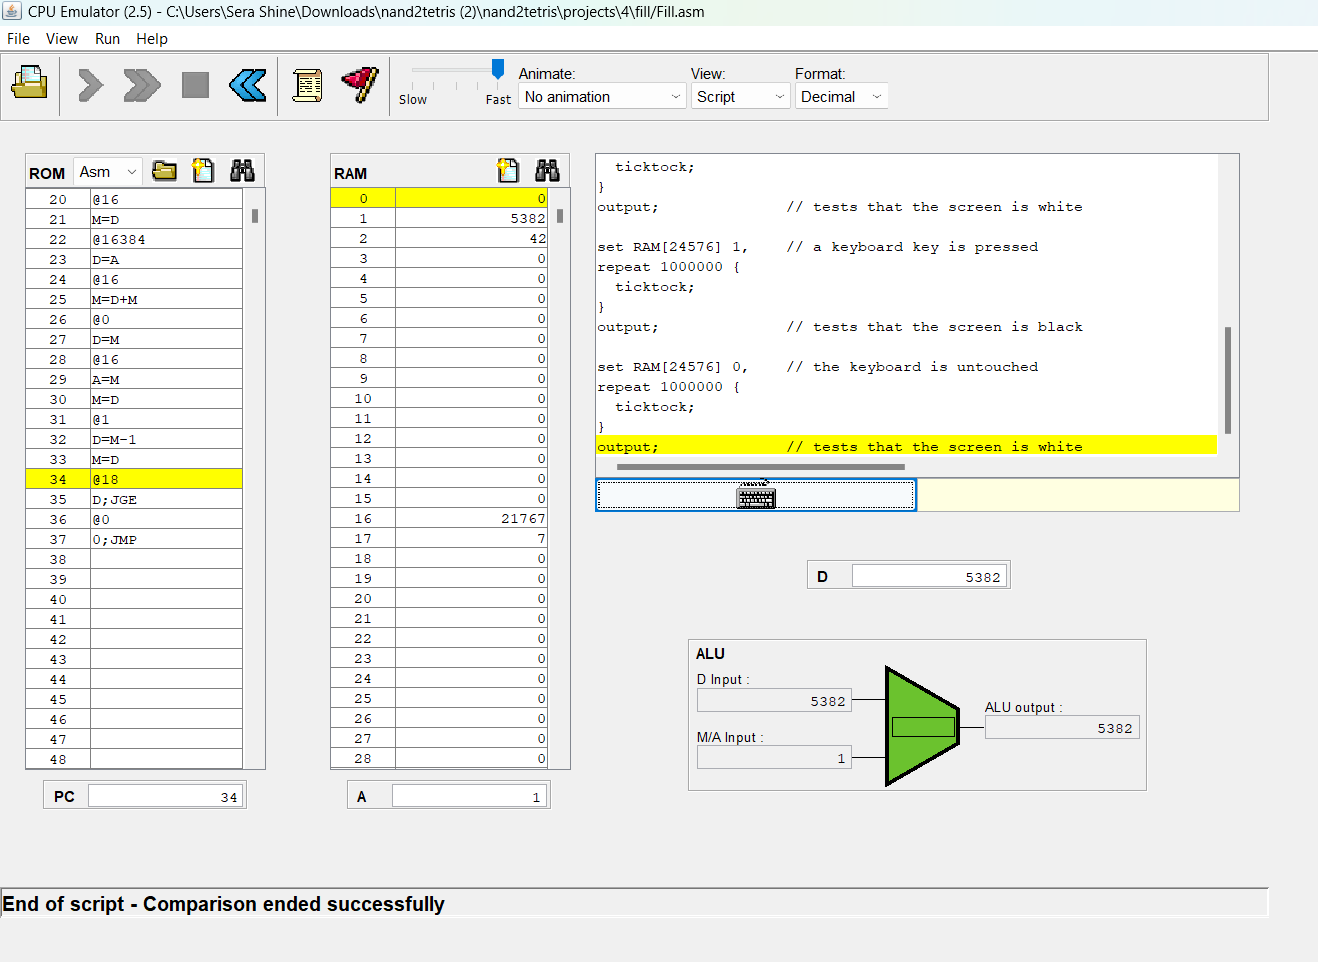 CPU Emulator (2.5) - C:\Users\Sera Shine\Downloads\nand2tetris (2)\nand2tetris\projects\4\fill/Fill.asm
File View Run Help
Slow Fast
Animate:
No animation
View:
Script
Format:
Decimal
ROM Asm
20 @16
21 M=D
22 @16384
23 D=A
24 @16
25 M=D+M
26 @0
27 D=M
28 @16
29 A=M
30 M=D
31 @1
32 D=M-1
33 M=D
34 @18
35 D;JGE
36 @0
37 0;JMP
38
39
40
41
42
43
44
45
46
47
48
PC 34
RAM
0 0
1 5382
2 42
3 0
4 0
5 0
6 0
7 0
8 0
9 0
10 0
11 0
12 0
13 0
14 0
15 0
16 21767
17 7
18 0
19 0
20 0
21 0
22 0
23 0
24 0
25 0
26 0
27 0
28 0
A 1
ticktock;
}
output; // tests that the screen is white
set RAM[24576] 1, // a keyboard key is pressed
repeat 1000000 {
ticktock;
}
output; // tests that the screen is black
set RAM[24576] 0, // the keyboard is untouched
repeat 1000000 {
ticktock;
}
output; // tests that the screen is white
D 5382
ALU
D Input :
5382
M/A Input :
1
ALU output :
5382
End of script - Comparison ended successfully